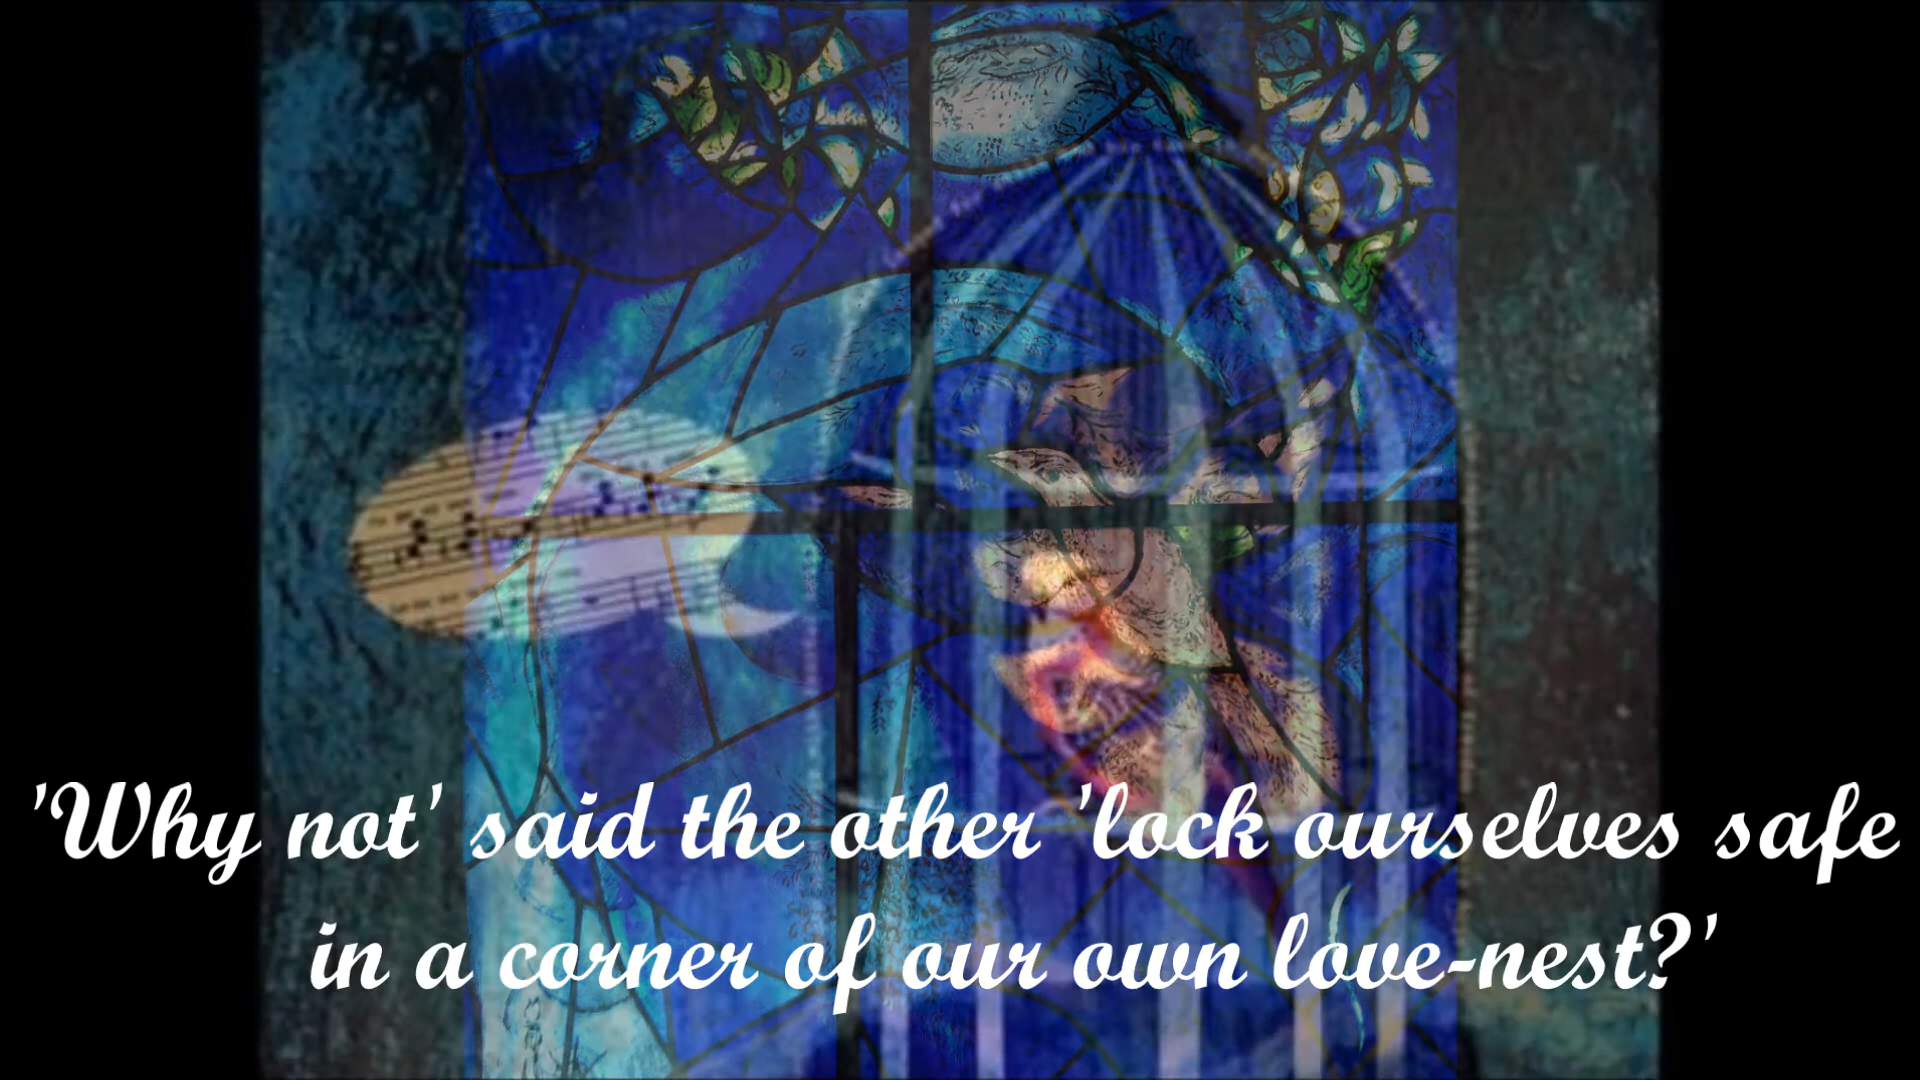 'Why not' said the other 'lock ourselves safe
in a corner of our own love-nest?'